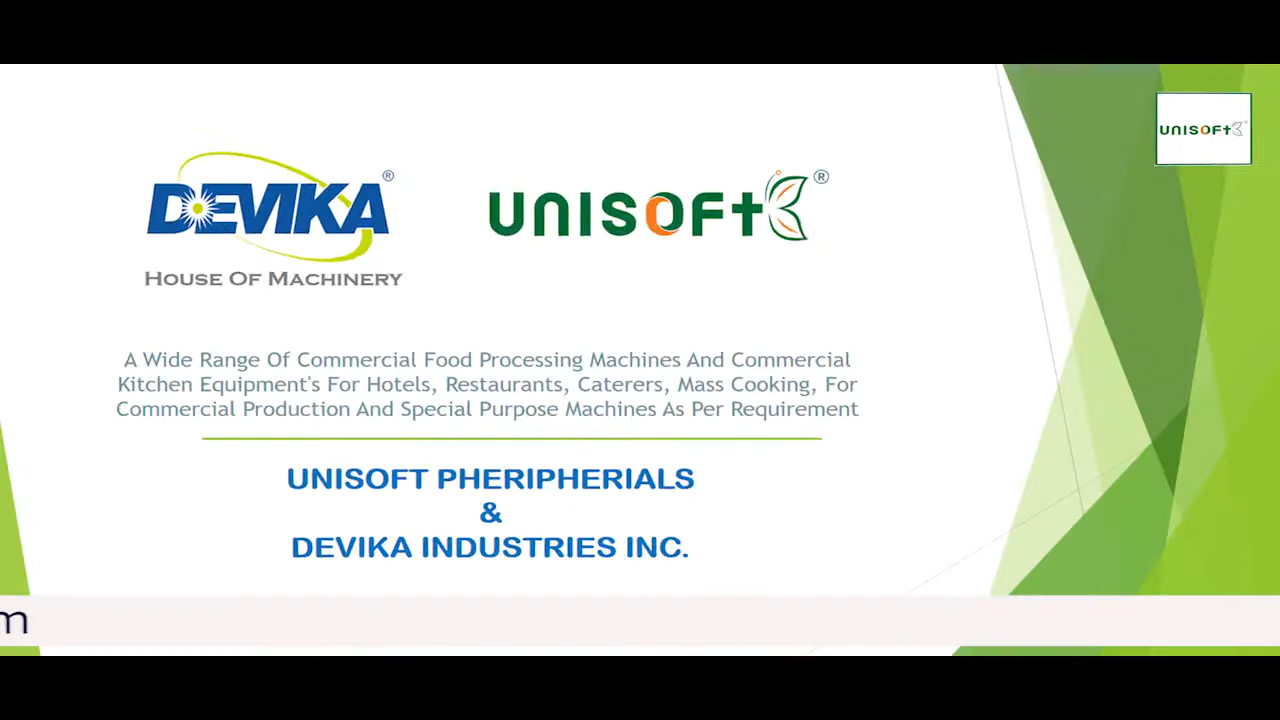 DEVIKA ®
HOUSE OF MACHINERY
UNISOFT ®
UNISOFT
A Wide Range Of Commercial Food Processing Machines And Commercial
Kitchen Equipment's For Hotels, Restaurants, Caterers, Mass Cooking, For
Commercial Production And Special Purpose Machines As Per Requirement
UNISOFT PHERIPHERIALS
&
DEVIKA INDUSTRIES INC.
m